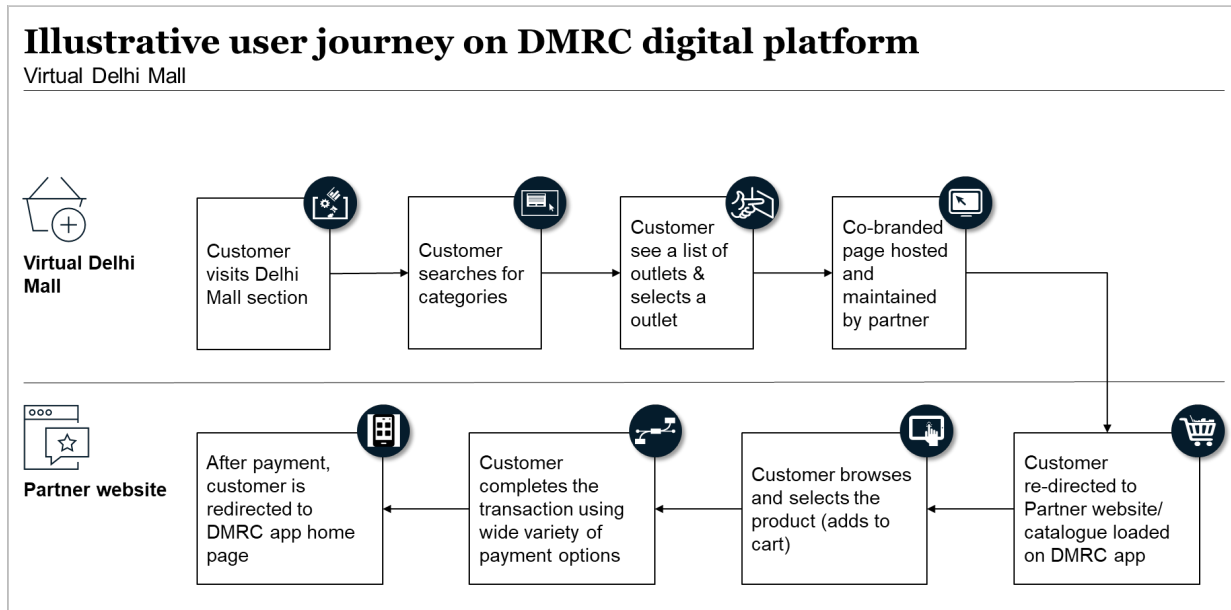 Illustrative user journey on DMRC digital platform
Virtual Delhi Mall
Virtual Delhi
Mall
Customer
visits Delhi
Mall section
Customer
searches for
categories
Customer
see a list of
outlets &
selects a
outlet
Co-branded
page hosted
and
maintained
by partner
Partner website
After payment,
customer is
redirected to
DMRC app home
page
Customer
completes the
transaction using
wide variety of
payment options
Customer browses
and selects the
product (adds to
cart)
Customer
re-directed to
Partner website/
catalogue loaded
on DMRC app